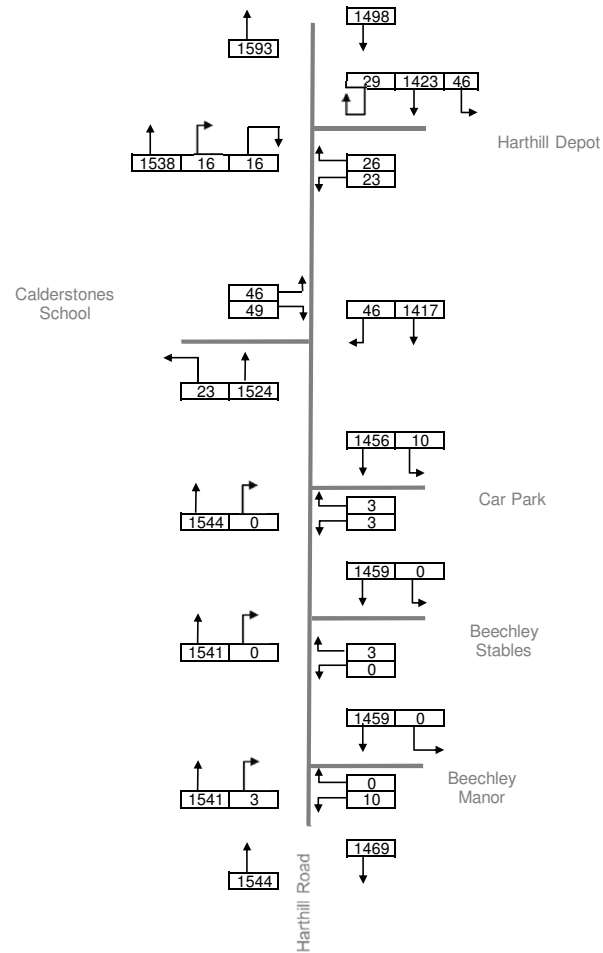 1498
1593
29 1423 46
Harthill Depot
1538 16 16
26
23
Calderstones
School
46
49
46 1417
23 1524
1456 10
Car Park
3
3
1544 0
1459 0
Beechley
Stables
1541 0
3
0
1459 0
Beechley
Manor
0
10
1541 3
1469
1544
Harthill Road